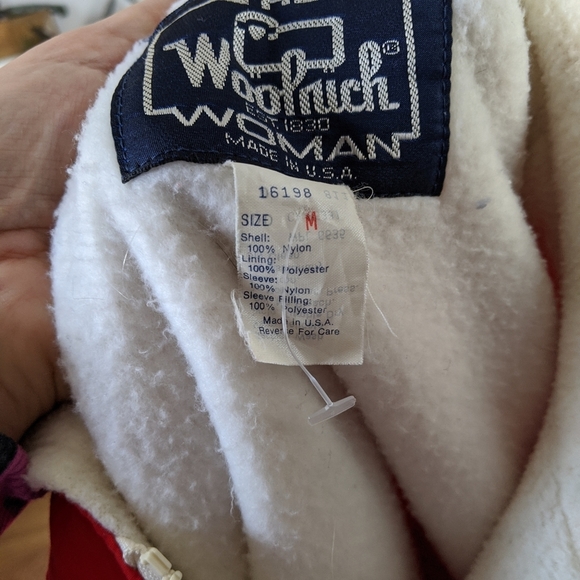 Woolrich
EST. 1830
WOMAN
MADE IN U.S.A.
16198
SIZE M
Shell:
100% Nylon
Lining:
100% Polyester
Sleeve:
100% Nylon
Sleeve Filling:
100% Polyester
Made in U.S.A.
Reverse For Care